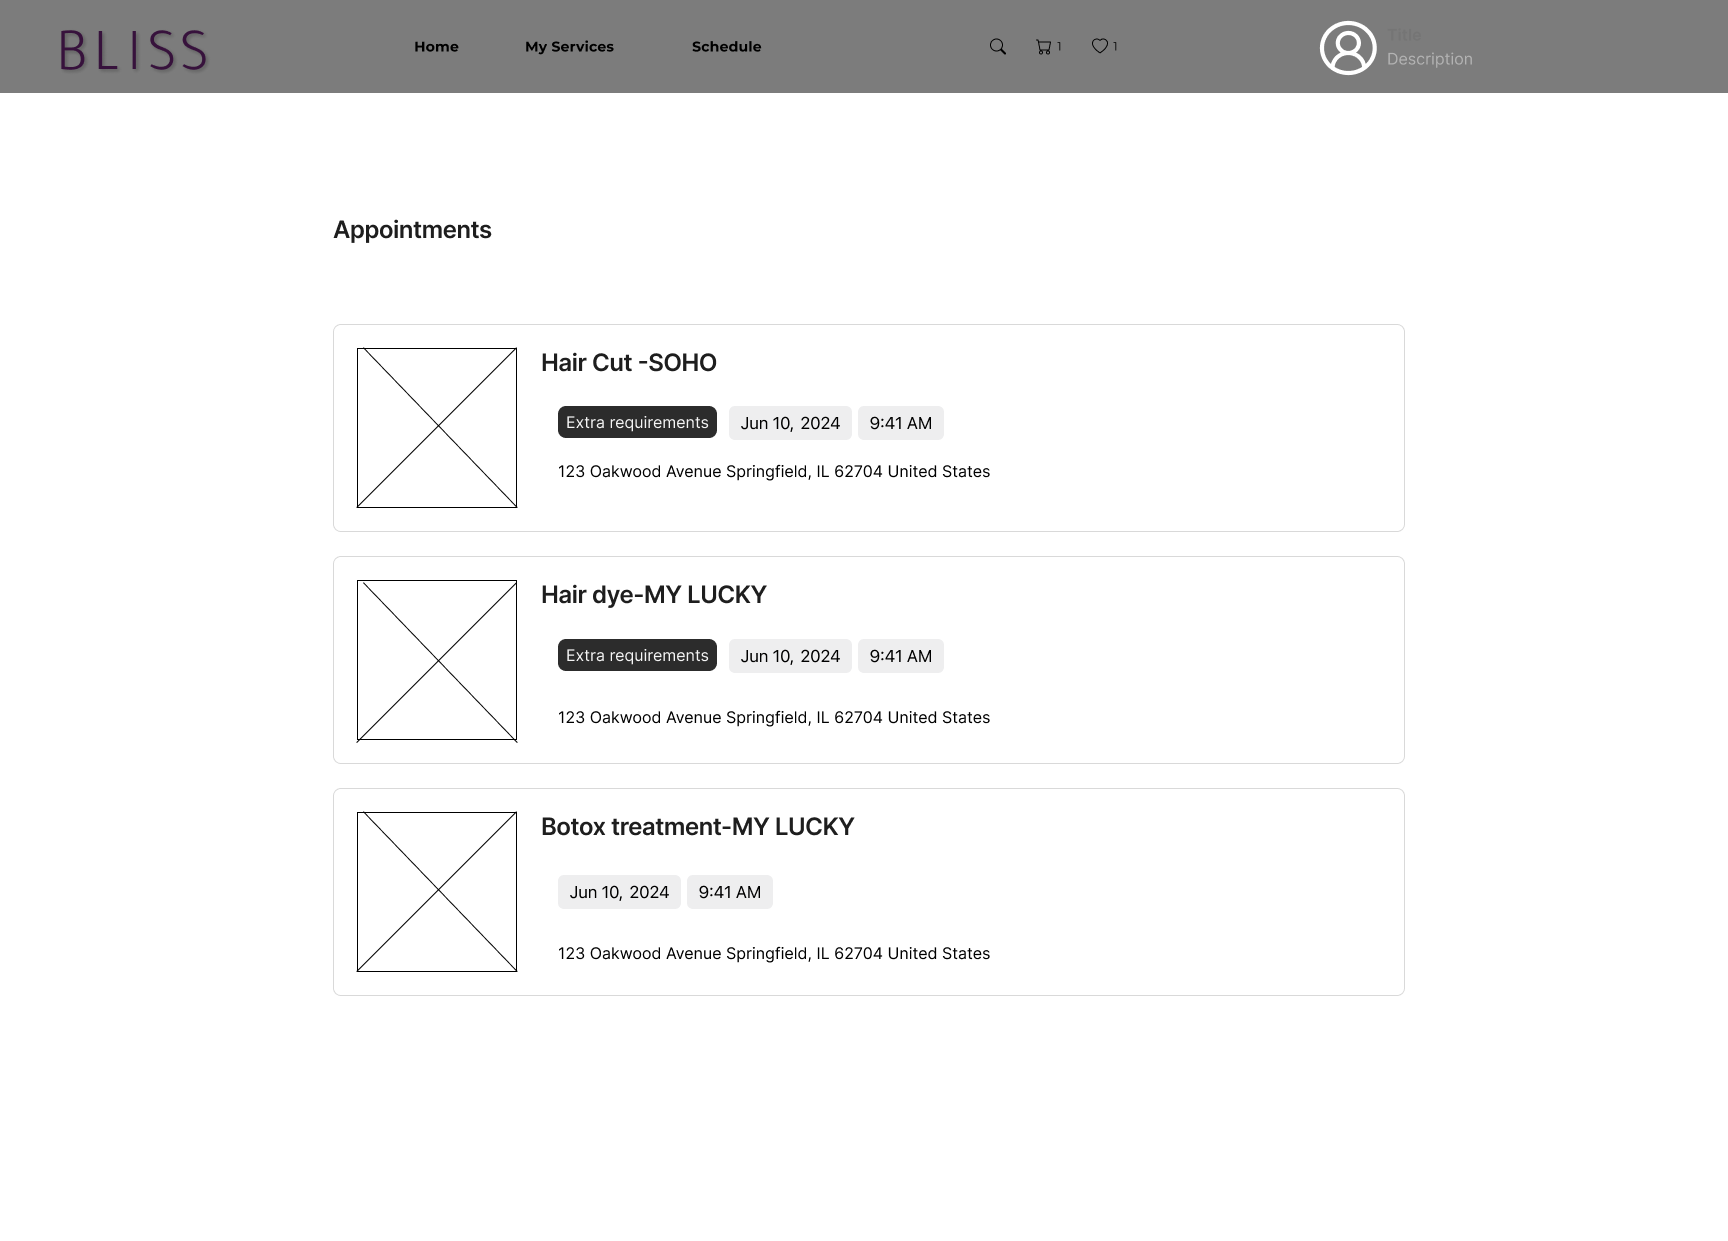 BLISS
Home My Services Schedule 1 1
Title
Description
Appointments
Hair Cut -SOHO
Extra requirements Jun 10, 2024 9:41 AM
123 Oakwood Avenue Springfield, IL 62704 United States
Hair dye-MY LUCKY
Extra requirements Jun 10, 2024 9:41 AM
123 Oakwood Avenue Springfield, IL 62704 United States
Botox treatment-MY LUCKY
Jun 10, 2024 9:41 AM
123 Oakwood Avenue Springfield, IL 62704 United States